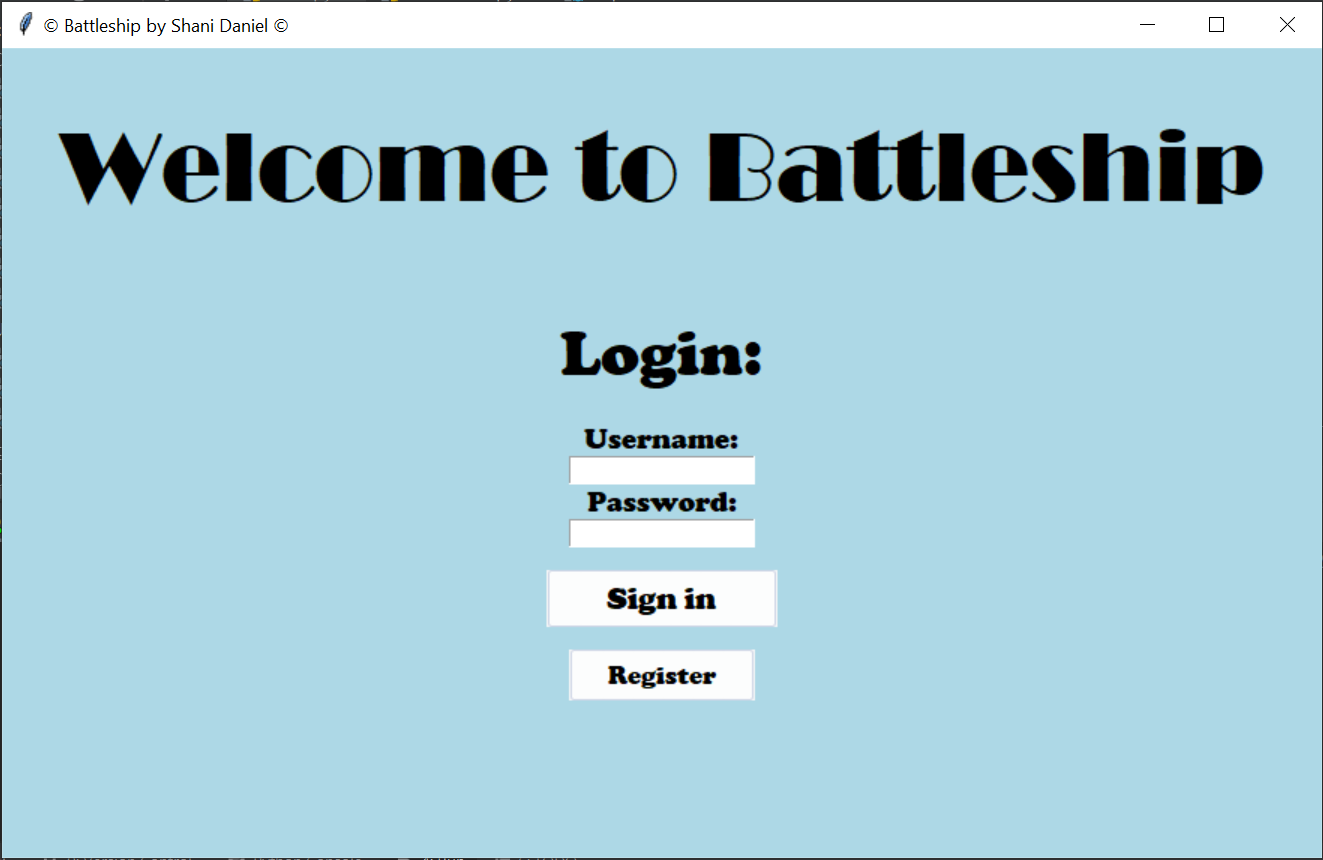 © Battleship by Shani Daniel ©
Welcome to Battleship
Login:
Username:
Password:
Sign in
Register